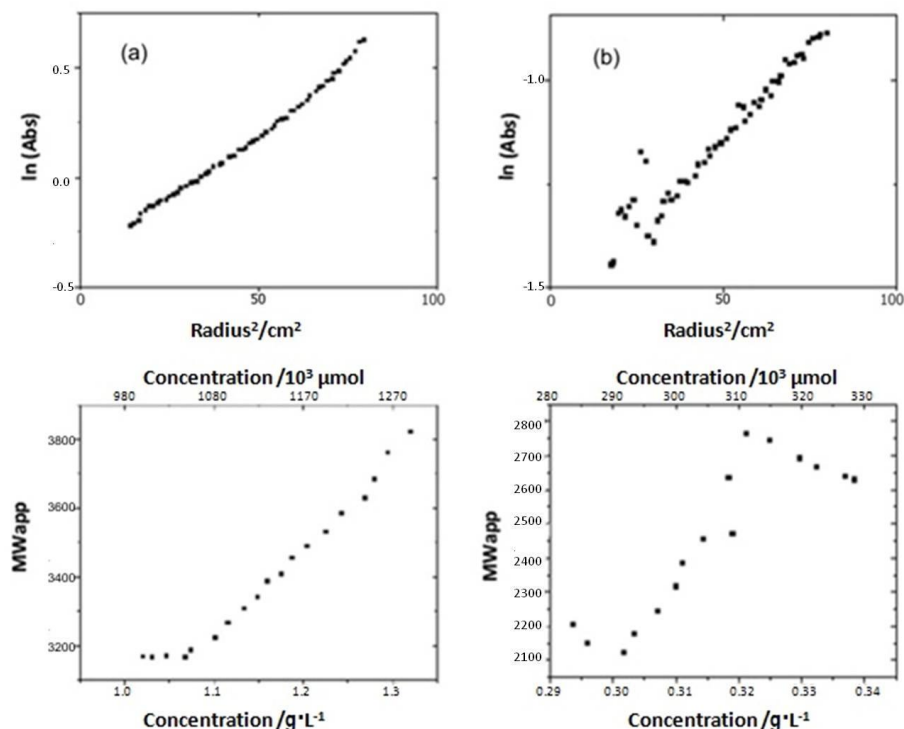 (a)
0.5
0.0
-0.5
ln (Abs)
0 50 100
Radius²/cm²
(b)
-1.0
-1.5
ln (Abs)
0 50 100
Radius²/cm²
Concentration /10³ μmol
980 1080 1170 1270
3800
3600
3400
3200
MWapp
1.0 1.1 1.2 1.3
Concentration /g·L⁻¹
Concentration /10³ μmol
280 290 300 310 320 330
2800
2700
2600
2500
2400
2300
2200
2100
MWapp
0.29 0.30 0.31 0.32 0.33 0.34
Concentration /g·L⁻¹